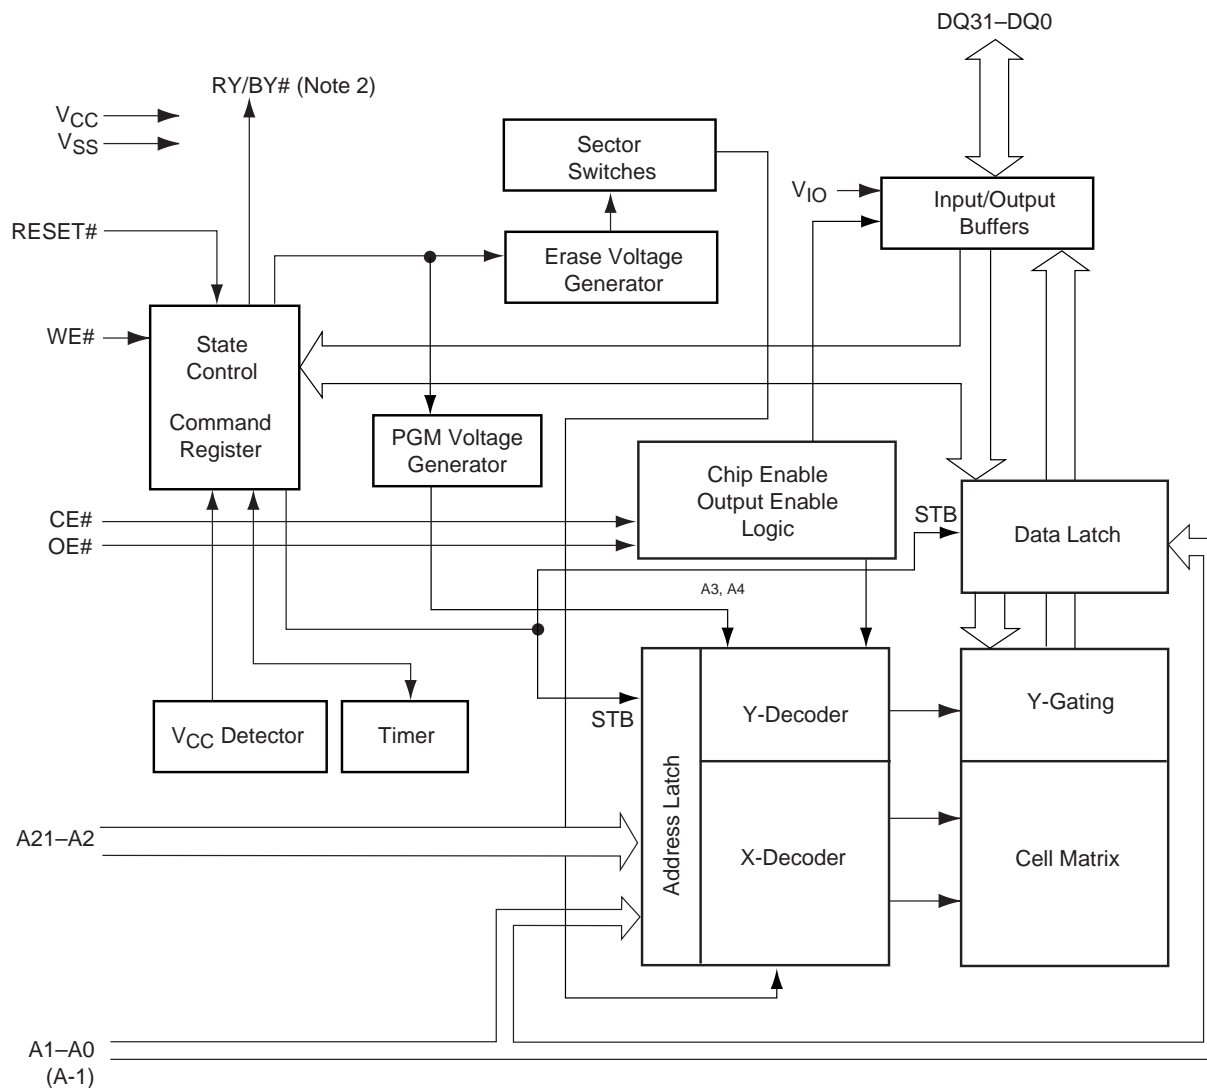 DQ31–DQ0
RY/BY# (Note 2)
VCC
VSS
Sector
Switches
VIO
Input/Output
Buffers
RESET#
Erase Voltage
Generator
WE#
State
Control
Command
Register
PGM Voltage
Generator
Chip Enable
Output Enable
Logic
CE#
OE#
STB
Data Latch
A3, A4
STB
Y-Decoder
Y-Gating
VCC Detector
Timer
Address Latch
A21–A2
X-Decoder
Cell Matrix
A1–A0
(A-1)